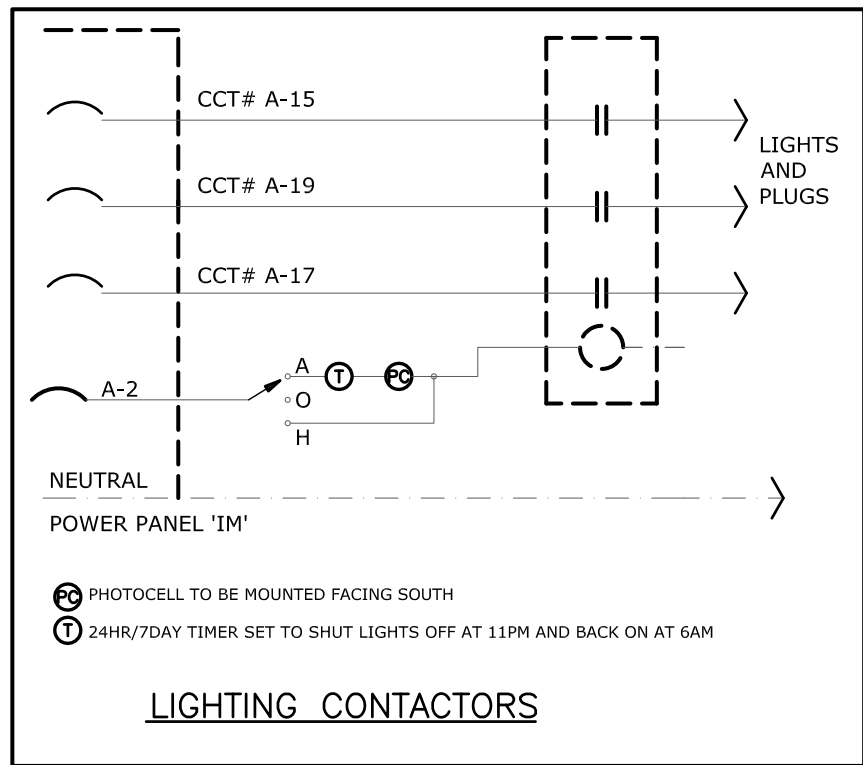 CCT# A-15
LIGHTS
AND
PLUGS
CCT# A-19
CCT# A-17
A-2
A
T
PC
O
H
NEUTRAL
POWER PANEL 'IM'
PC PHOTOCELL TO BE MOUNTED FACING SOUTH
T 24HR/7DAY TIMER SET TO SHUT LIGHTS OFF AT 11PM AND BACK ON AT 6AM
LIGHTING CONTACTORS